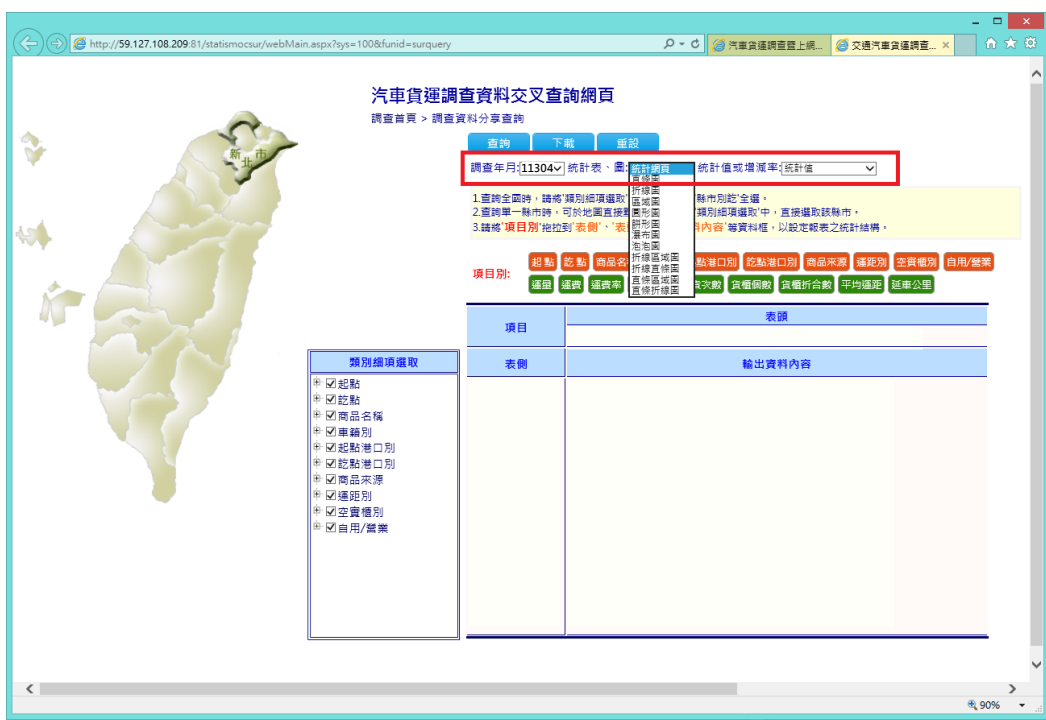 http://59.127.108.209:81/statismocsur/webMain.aspx?sys=100&funid=surquery
汽車貨運調查暨上網...
交通汽車貨運調查...
汽車貨運調查資料交叉查詢網頁
調查首頁 > 調查資料分享查詢
查詢 下載 重設
調查年月:11304 統計表、圖:統計網頁 統計值或增減率:統計值
直條圖
折線圖
區域圖
圓形圖
餅形圖
瀑布圖
泡泡圖
折線區域圖
折線直條圖
直條區域圖
直條折線圖
1.查詢全國時，請將'類別細項選取' 縣市別訖'全選。
2.查詢單一縣市時，可於地圖直接 '類別細項選取'中，直接選取該縣市。
3.請將'項目別'拖拉到'表側'、'表 內容'等資料框，以設定報表之統計結構。
項目別:
起點 訖點 商品名 點港口別 訖點港口別 商品來源 運距別 空實櫃別 自用/營業
運量 運費 運費率 次數 貨櫃個數 貨櫃折合數 平均運距 延車公里
新北市
項目 表頭
表側 輸出資料內容
類別細項選取
起點
訖點
商品名稱
車籍別
起點港口別
訖點港口別
商品來源
運距別
空實櫃別
自用/營業
90%